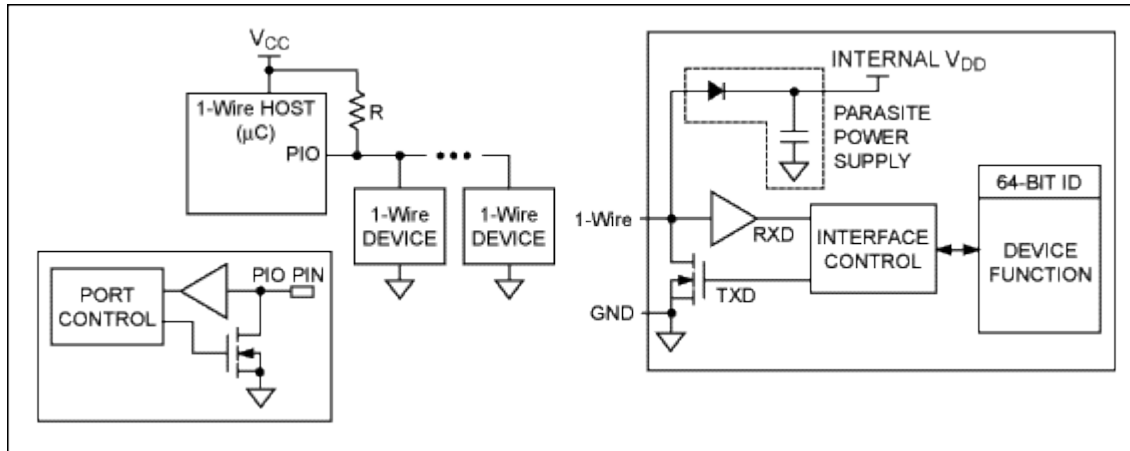 VCC
1-Wire HOST
(μC)
PIO
R
1-Wire
DEVICE
1-Wire
DEVICE
PORT
CONTROL
PIO PIN
INTERNAL VDD
PARASITE
POWER
SUPPLY
1-Wire
RXD
TXD
GND
INTERFACE
CONTROL
64-BIT ID
DEVICE
FUNCTION